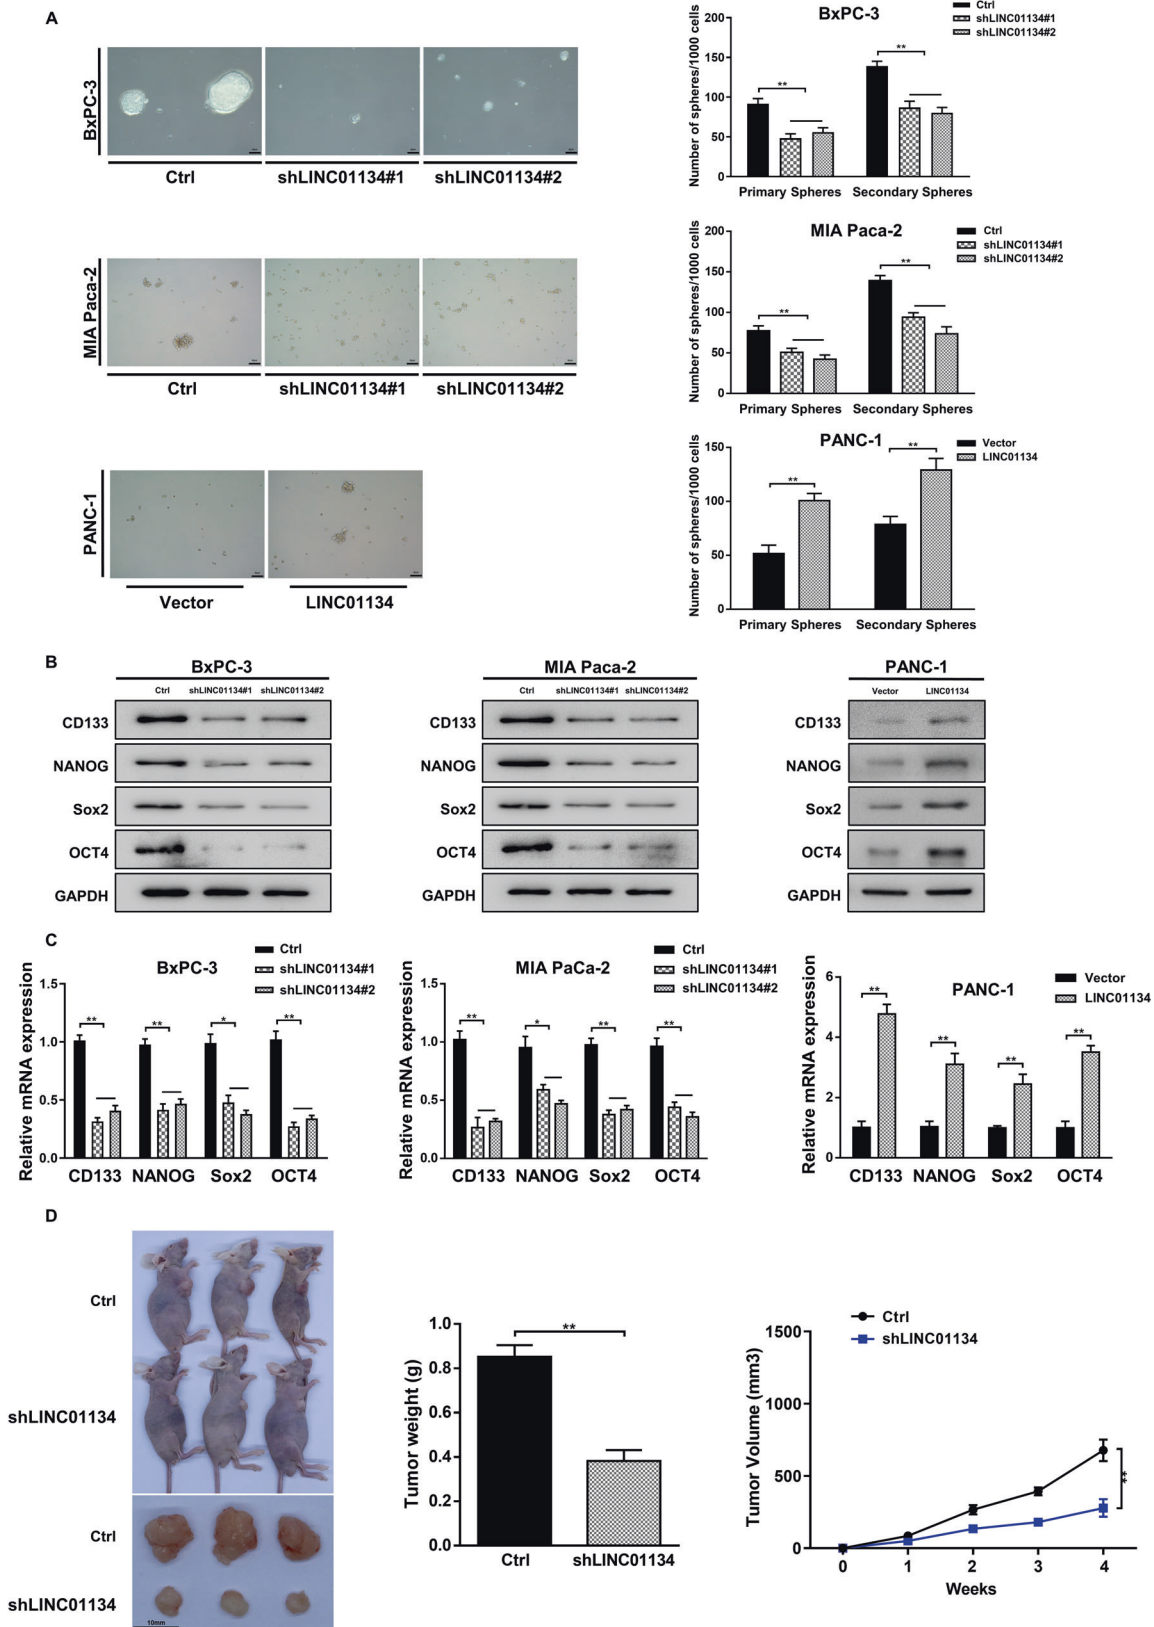 A
BxPC-3
Ctrl
shLINC01134#1
shLINC01134#2
BxPC-3
Ctrl
shLINC01134#1
shLINC01134#2
Number of spheres/1000 cells
200
150
100
50
0
**
**
Primary Spheres
Secondary Spheres
MIA Paca-2
Ctrl
shLINC01134#1
shLINC01134#2
MIA Paca-2
Ctrl
shLINC01134#1
shLINC01134#2
Number of spheres/1000 cells
200
150
100
50
0
**
**
Primary Spheres
Secondary Spheres
PANC-1
Vector
LINC01134
PANC-1
Vector
LINC01134
Number of spheres/1000 cells
150
100
50
0
**
**
Primary Spheres
Secondary Spheres
B
BxPC-3
Ctrl shLINC01134#1 shLINC01134#2
CD133
NANOG
Sox2
OCT4
GAPDH
MIA Paca-2
Ctrl shLINC01134#1 shLINC01134#2
CD133
NANOG
Sox2
OCT4
GAPDH
PANC-1
Vector LINC01134
CD133
NANOG
Sox2
OCT4
GAPDH
C
BxPC-3
Ctrl
shLINC01134#1
shLINC01134#2
Relative mRNA expression
1.5
1.0
0.5
0.0
**
**
*
**
CD133 NANOG Sox2 OCT4
MIA PaCa-2
Ctrl
shLINC01134#1
shLINC01134#2
Relative mRNA expression
1.5
1.0
0.5
0.0
**
*
**
**
CD133 NANOG Sox2 OCT4
PANC-1
Vector
LINC01134
Relative mRNA expression
6
4
2
0
**
**
**
**
CD133 NANOG Sox2 OCT4
D
Ctrl
shLINC01134
Ctrl
shLINC01134
10mm
Tumor weight (g)
1.0
0.8
0.6
0.4
0.2
0.0
**
Ctrl
shLINC01134
Ctrl
shLINC01134
Tumor Volume (mm3)
1500
1000
500
0
**
0 1 2 3 4
Weeks